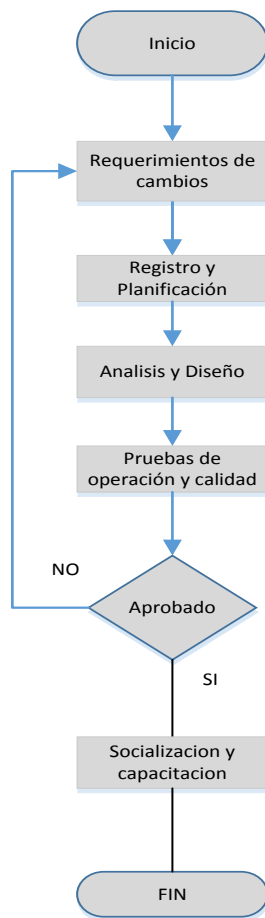 Inicio
Requerimientos de
cambios
Registro y
Planificación
Analisis y Diseño
Pruebas de
operación y calidad
NO
Aprobado
SI
Socializacion y
capacitacion
FIN